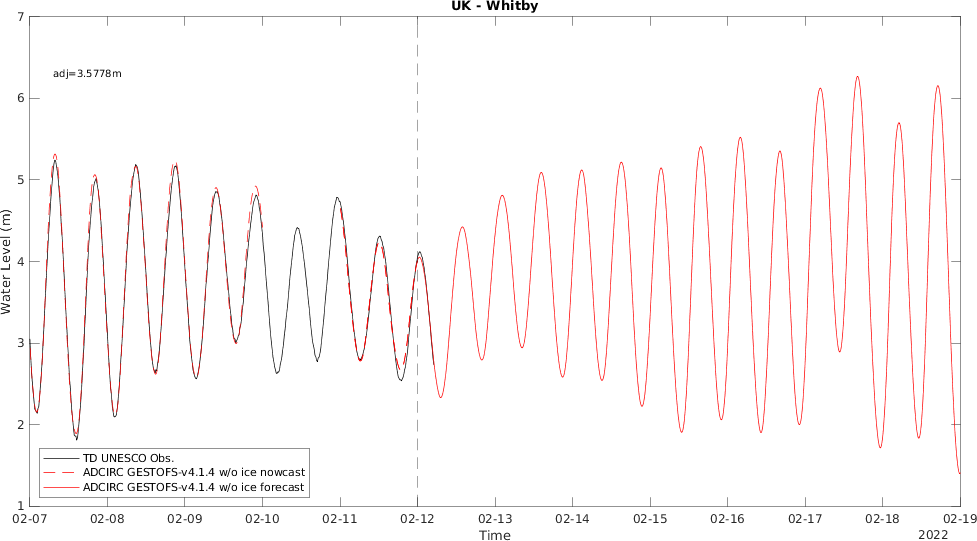 UK - Whitby
7
adj=3.5778m
6
5
4
Water Level (m)
3
2
TD UNESCO Obs.
ADCIRC GESTOFS-v4.1.4 w/o ice nowcast
ADCIRC GESTOFS-v4.1.4 w/o ice forecast
1
02-07 02-08 02-09 02-10 02-11 02-12 02-13 02-14 02-15 02-16 02-17 02-18 02-19
Time
2022